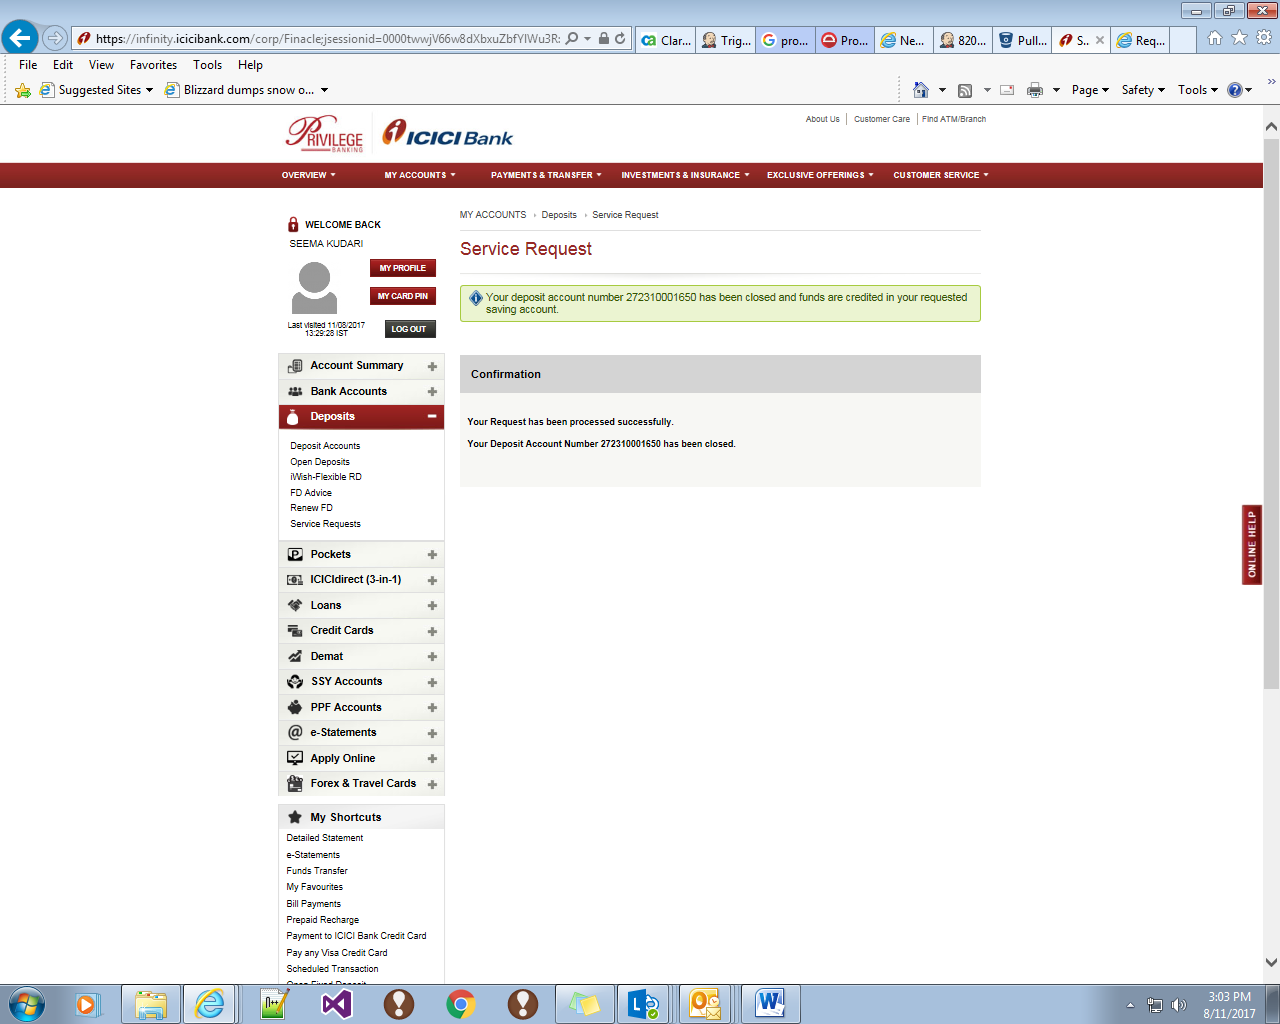 https://infinity.icicibank.com/corp/Finacle;jsessionid=0000twwjV66w8dXbxuZbfYIWu3R:
Clar... Trig... pro... Pro... Ne... 820... Pull... S... Req...
File Edit View Favorites Tools Help
Suggested Sites Blizzard dumps snow o... Page Safety Tools
PRIVILEGE BANKING
ICICI Bank
About Us Customer Care Find ATM/Branch
OVERVIEW MY ACCOUNTS PAYMENTS & TRANSFER INVESTMENTS & INSURANCE EXCLUSIVE OFFERINGS CUSTOMER SERVICE
WELCOME BACK
SEEMA KUDARI
MY PROFILE
MY CARD PIN
Last visited 11/08/2017
13:29:28 IST
LOG OUT
MY ACCOUNTS Deposits Service Request
Service Request
Your deposit account number 272310001650 has been closed and funds are credited in your requested
saving account.
Confirmation
Your Request has been processed successfully.
Your Deposit Account Number 272310001650 has been closed.
Account Summary
Bank Accounts
Deposits
Deposit Accounts
Open Deposits
iWish-Flexible RD
FD Advice
Renew FD
Service Requests
Pockets
ICICIdirect (3-in-1)
Loans
Credit Cards
Demat
SSY Accounts
PPF Accounts
e-Statements
Apply Online
Forex & Travel Cards
My Shortcuts
Detailed Statement
e-Statements
Funds Transfer
My Favourites
Bill Payments
Prepaid Recharge
Payment to ICICI Bank Credit Card
Pay any Visa Credit Card
Scheduled Transaction
Open Fixed Deposit
ONLINE HELP
3:03 PM
8/11/2017